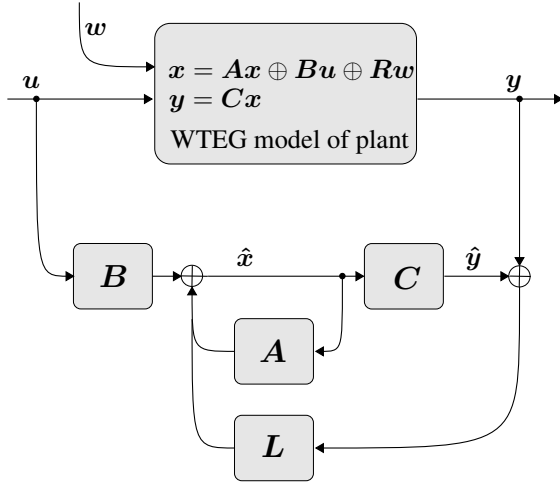 w
u
x = Ax ⊕ Bu ⊕ Rw
y = Cx
WTEG model of plant
y
B
x̂
C
ŷ
A
L